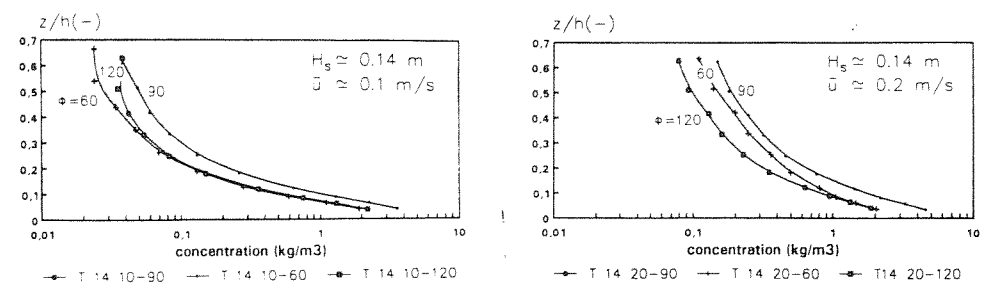 z/h(-)
0,7
0,6
0,5
0,4
0,3
0,2
0,1
0
0,01
0,1
1
10
H_s ≃ 0.14 m
ū ≃ 0.1 m/s
120
90
Φ=60
concentration (kg/m3)
T 14 10-90
T 14 10-60
T 14 10-120
z/h(-)
0,7
0,6
0,5
0,4
0,3
0,2
0,1
0
0,01
0,1
1
10
H_s ≃ 0.14 m
ū ≃ 0.2 m/s
60
90
Φ=120
concentration (kg/m3)
T 14 20-90
T 14 20-60
T14 20-120